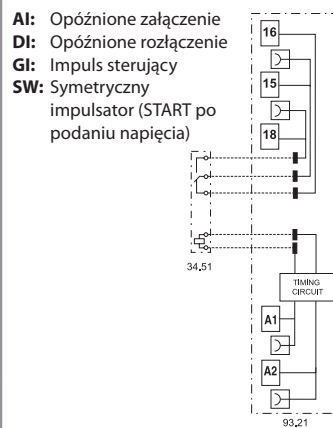 AI: Opóźnione załączenie
DI: Opóźnione rozłączenie
GI: Impuls sterujący
SW: Symetryczny
impulsator (START po
podaniu napięcia)
16
15
18
34.51
TIMING
CIRCUIT
A1
A2
93.21